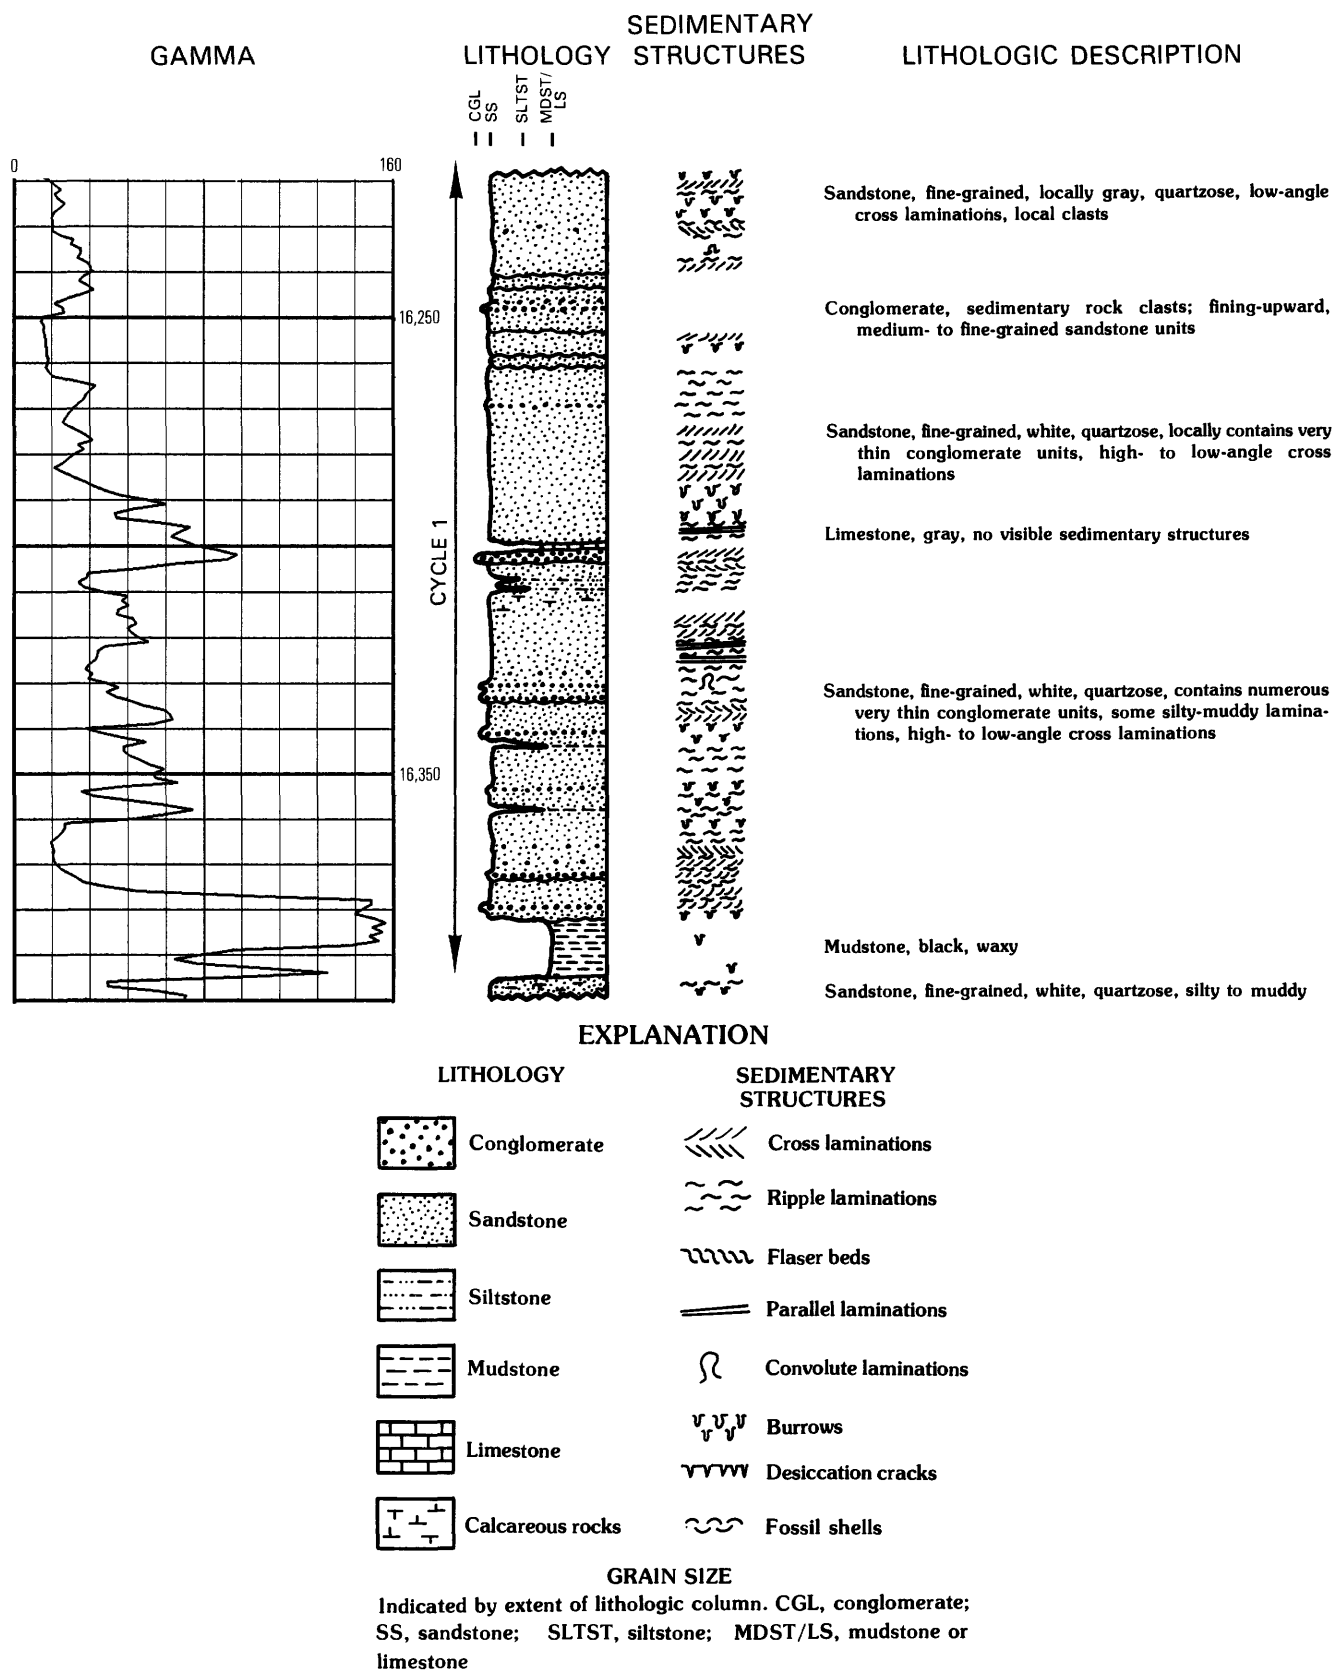 GAMMA
LITHOLOGY
SEDIMENTARY
STRUCTURES
LITHOLOGIC DESCRIPTION
CGL
SS
SLTST
MDST/
LS
0
160
16,250
16,350
CYCLE 1
Sandstone, fine-grained, locally gray, quartzose, low-angle
cross laminations, local clasts
Conglomerate, sedimentary rock clasts; fining-upward,
medium- to fine-grained sandstone units
Sandstone, fine-grained, white, quartzose, locally contains very
thin conglomerate units, high- to low-angle cross
laminations
Limestone, gray, no visible sedimentary structures
Sandstone, fine-grained, white, quartzose, contains numerous
very thin conglomerate units, some silty-muddy lamina-
tions, high- to low-angle cross laminations
Mudstone, black, waxy
Sandstone, fine-grained, white, quartzose, silty to muddy
EXPLANATION
LITHOLOGY
Conglomerate
Sandstone
Siltstone
Mudstone
Limestone
Calcareous rocks
SEDIMENTARY
STRUCTURES
Cross laminations
Ripple laminations
Flaser beds
Parallel laminations
Convolute laminations
Burrows
Desiccation cracks
Fossil shells
GRAIN SIZE
Indicated by extent of lithologic column. CGL, conglomerate;
SS, sandstone; SLTST, siltstone; MDST/LS, mudstone or
limestone